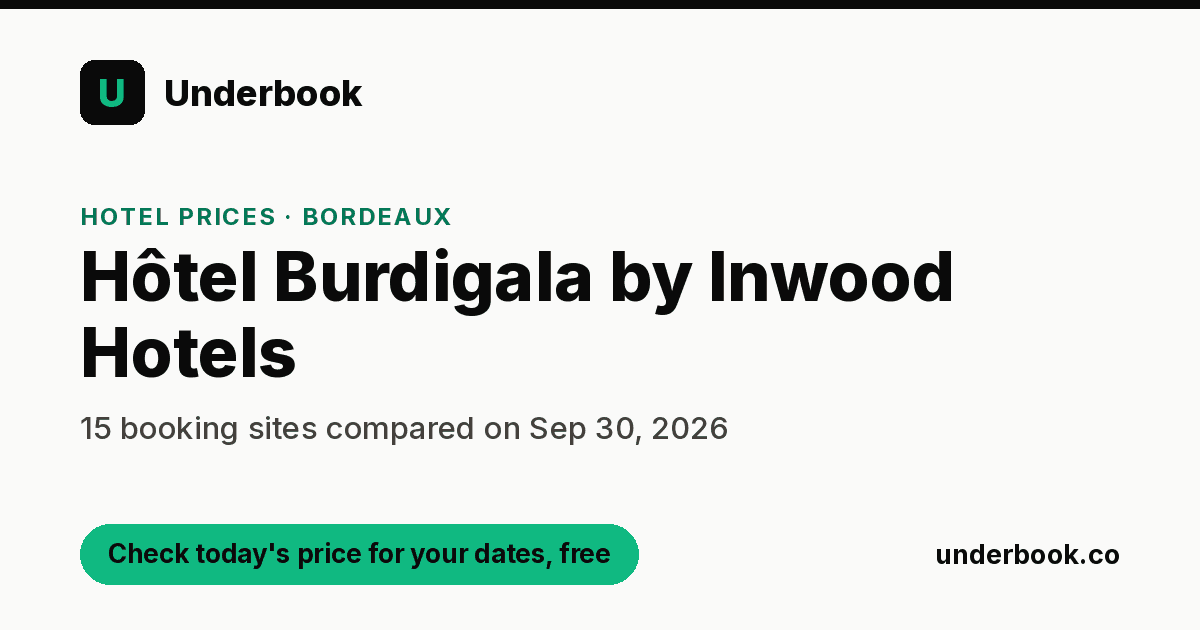 U Underbook
HOTEL PRICES · BORDEAUX
Hôtel Burdigala by Inwood
Hotels
15 booking sites compared on Sep 30, 2026
Check today's price for your dates, free
underbook.co